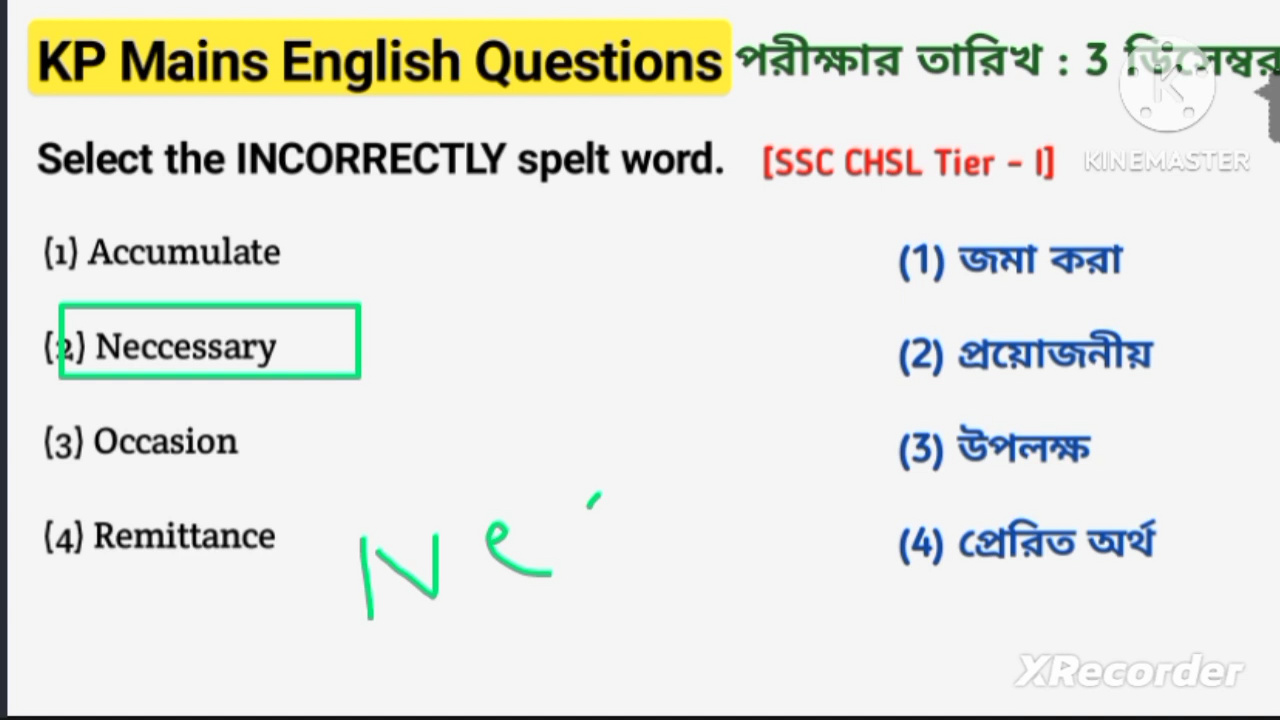 KP Mains English Questions পরীক্ষার তারিখ : 3 ডিসেম্বর
Select the INCORRECTLY spelt word. [SSC CHSL Tier - I]
KINEMASTER
(1) Accumulate (1) জমা করা
(2) Neccessary (2) প্রয়োজনীয়
(3) Occasion (3) উপলক্ষ
(4) Remittance (4) প্রেরিত অর্থ
Ne
XRecorder